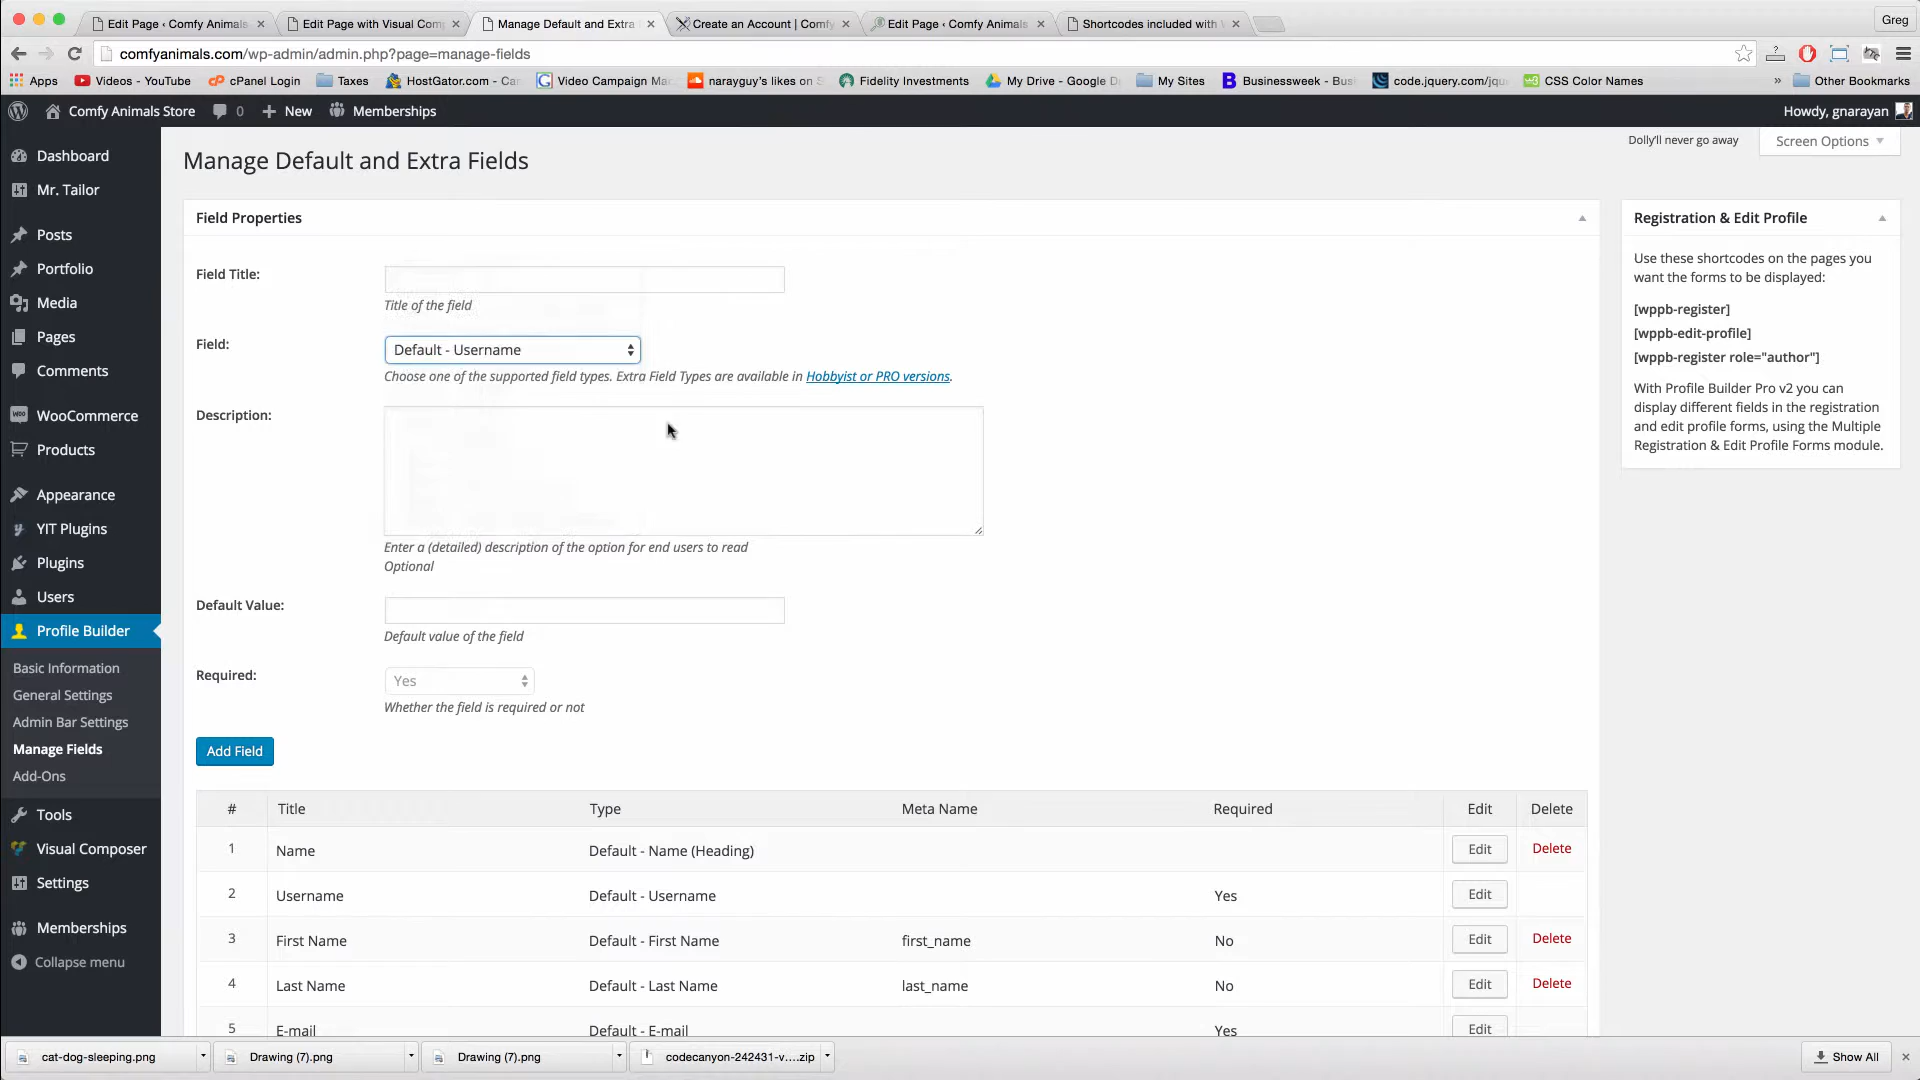 Edit Page ‹ Comfy Animals
Edit Page with Visual Com
Manage Default and Extra
Create an Account | Comfy
Edit Page ‹ Comfy Animals
Shortcodes included with
Greg
comfyanimals.com/wp-admin/admin.php?page=manage-fields
Apps
Videos - YouTube
cPanel Login
Taxes
HostGator.com - Ca
Video Campaign Ma
narayguy's likes on S
Fidelity Investments
My Drive - Google D
My Sites
Businessweek - Bus
code.jquery.com/jqu
CSS Color Names
»
Other Bookmarks
Comfy Animals Store
0
New
Memberships
Howdy, gnarayan
Dashboard
Mr. Tailor
Posts
Portfolio
Media
Pages
Comments
WooCommerce
Products
Appearance
YIT Plugins
Plugins
Users
Profile Builder
Basic Information
General Settings
Admin Bar Settings
Manage Fields
Add-Ons
Tools
Visual Composer
Settings
Memberships
Collapse menu
Dolly'll never go away
Screen Options
Manage Default and Extra Fields
Field Properties
Field Title:
Title of the field
Field:
Default - Username
Choose one of the supported field types. Extra Field Types are available in Hobbyist or PRO versions.
Description:
Enter a (detailed) description of the option for end users to read
Optional
Default Value:
Default value of the field
Required:
Yes
Whether the field is required or not
Add Field
# Title Type Meta Name Required Edit Delete
1 Name Default - Name (Heading) Edit Delete
2 Username Default - Username Yes Edit
3 First Name Default - First Name first_name No Edit Delete
4 Last Name Default - Last Name last_name No Edit Delete
5 E-mail Default - E-mail Yes Edit
Registration & Edit Profile
Use these shortcodes on the pages you
want the forms to be displayed:
[wppb-register]
[wppb-edit-profile]
[wppb-register role="author"]
With Profile Builder Pro v2 you can
display different fields in the registration
and edit profile forms, using the Multiple
Registration & Edit Profile Forms module.
cat-dog-sleeping.png
Drawing (7).png
Drawing (7).png
codecanyon-242431-v....zip
Show All